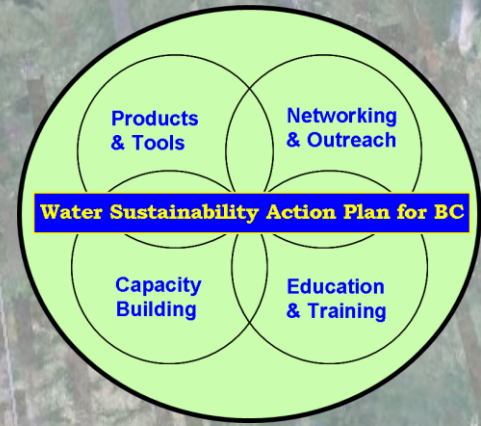 Products
& Tools
Networking
& Outreach
Water Sustainability Action Plan for BC
Capacity
Building
Education
& Training